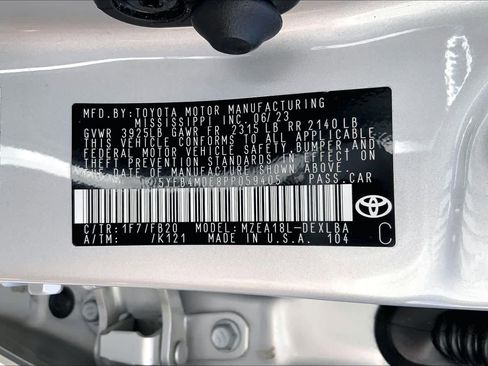 MFD.BY:TOYOTA MOTOR MANUFACTURING
MISSISSIPPI INC. 06/23
GVWR 3925LB GAWR FR 2315 LB RR 2140 LB
THIS VEHICLE CONFORMS TO ALL APPLICABLE
FEDERAL MOTOR VEHICLE SAFETY, BUMPER AND
THEFT PREVENTION STANDARDS IN EFFECT ON
THE DATE OF MANUFACTURE SHOWN ABOVE.
5YFB4MDE8PP059405 PASS.CAR
C/TR:1F7/FB20 MODEL:MZEA18L-DEXLBA
A/TM: /K121 MADE IN U.S.A. 104
C